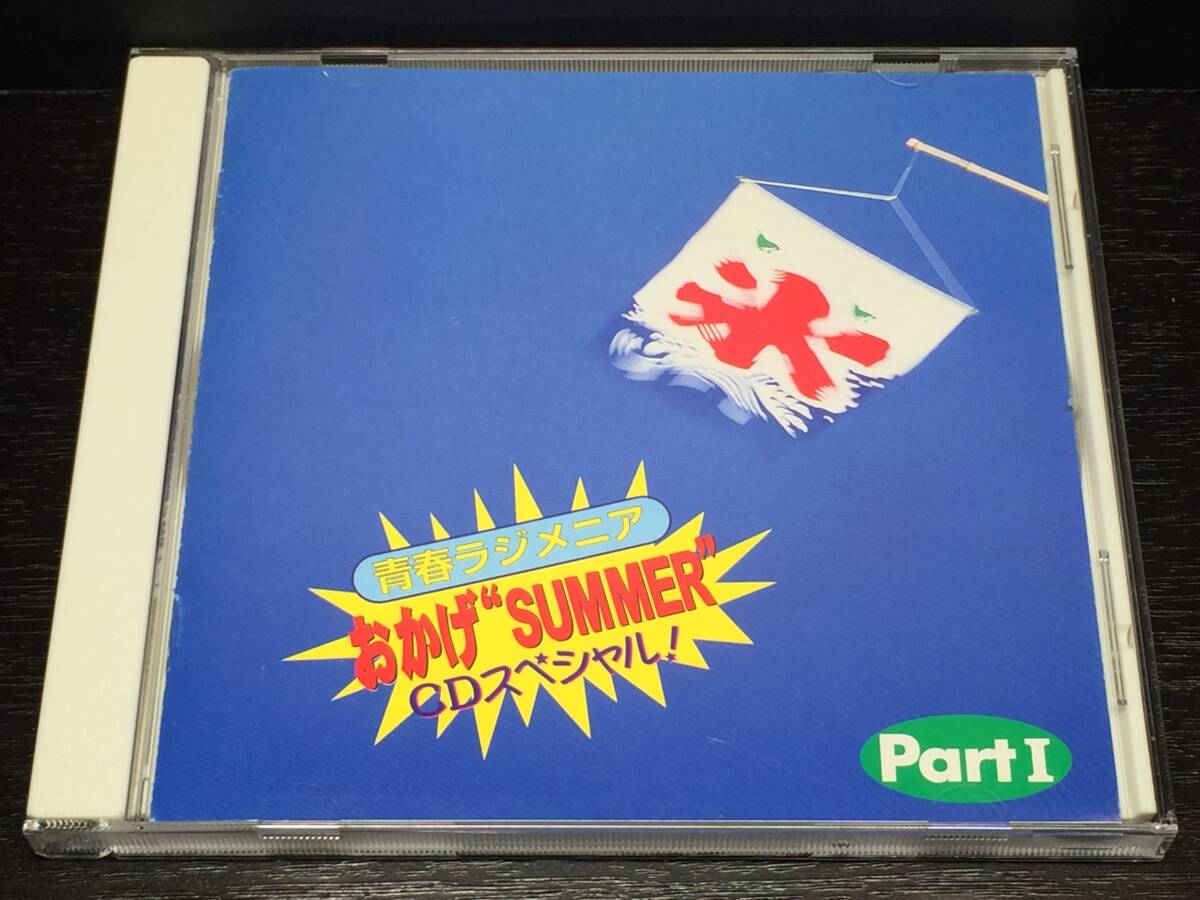 氷
青春ラジメニア
おかげ“SUMMER”
CDスペシャル!
Part I